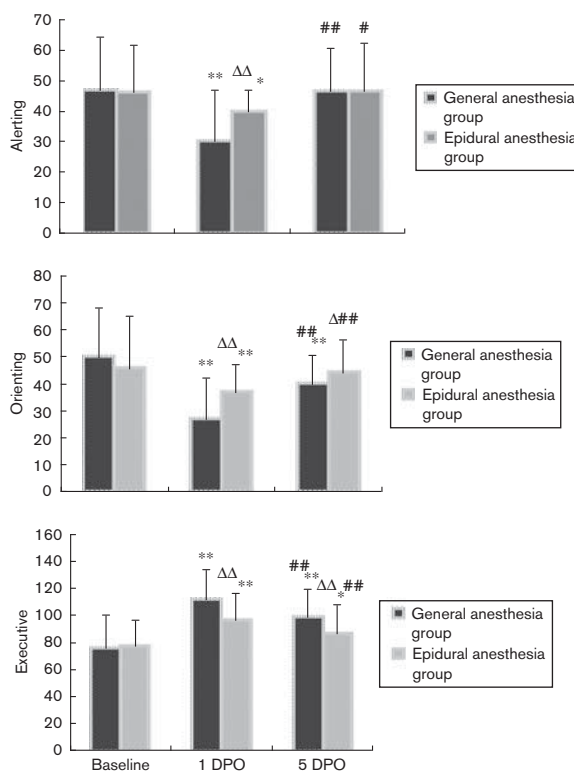 70
60
50
40
30
20
10
0
Alerting
**
ΔΔ
*
##
#
General anesthesia
group
Epidural anesthesia
group
80
70
60
50
40
30
20
10
0
Orienting
**
ΔΔ
**
##
**
Δ##
General anesthesia
group
Epidural anesthesia
group
160
140
120
100
80
60
40
20
0
Executive
**
ΔΔ
**
##
**
ΔΔ
*
##
General anesthesia
group
Epidural anesthesia
group
Baseline 1 DPO 5 DPO